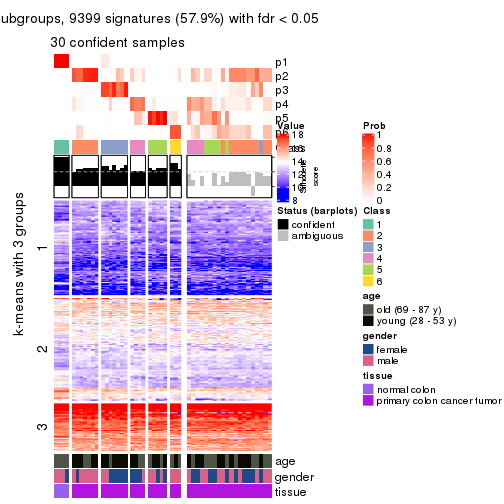 ubgroups, 9399 signatures (57.9%) with fdr < 0.05
30 confident samples
p1
p2
p3
p4
p5
Value
18
16
14
12
10
8
Prob
1
0.8
0.6
0.4
0.2
0
score
Status (barplots)
confident
ambiguous
Class
1
2
3
4
5
6
age
old (69 - 87 y)
young (28 - 53 y)
gender
female
male
tissue
normal colon
primary colon cancer tumor
k-means with 3 groups
1
2
3
age
gender
tissue